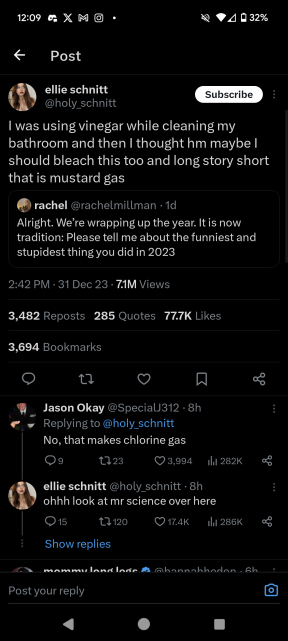 12:09 32%
Post
ellie schnitt
@holy_schnitt
Subscribe
I was using vinegar while cleaning my
bathroom and then I thought hm maybe I
should bleach this too and long story short
that is mustard gas
rachel @rachelmillman · 1d
Alright. We're wrapping up the year. It is now
tradition: Please tell me about the funniest and
stupidest thing you did in 2023
2:42 PM · 31 Dec 23 · 7.1M Views
3,482 Reposts 285 Quotes 77.7K Likes
3,694 Bookmarks
Jason Okay @SpecialJ312 · 8h
Replying to @holy_schnitt
No, that makes chlorine gas
9 23 3,994 282K
ellie schnitt @holy_schnitt · 8h
ohhh look at mr science over here
15 120 17.4K 286K
Show replies
mommy long legs @hannahhedon · 6h
Post your reply